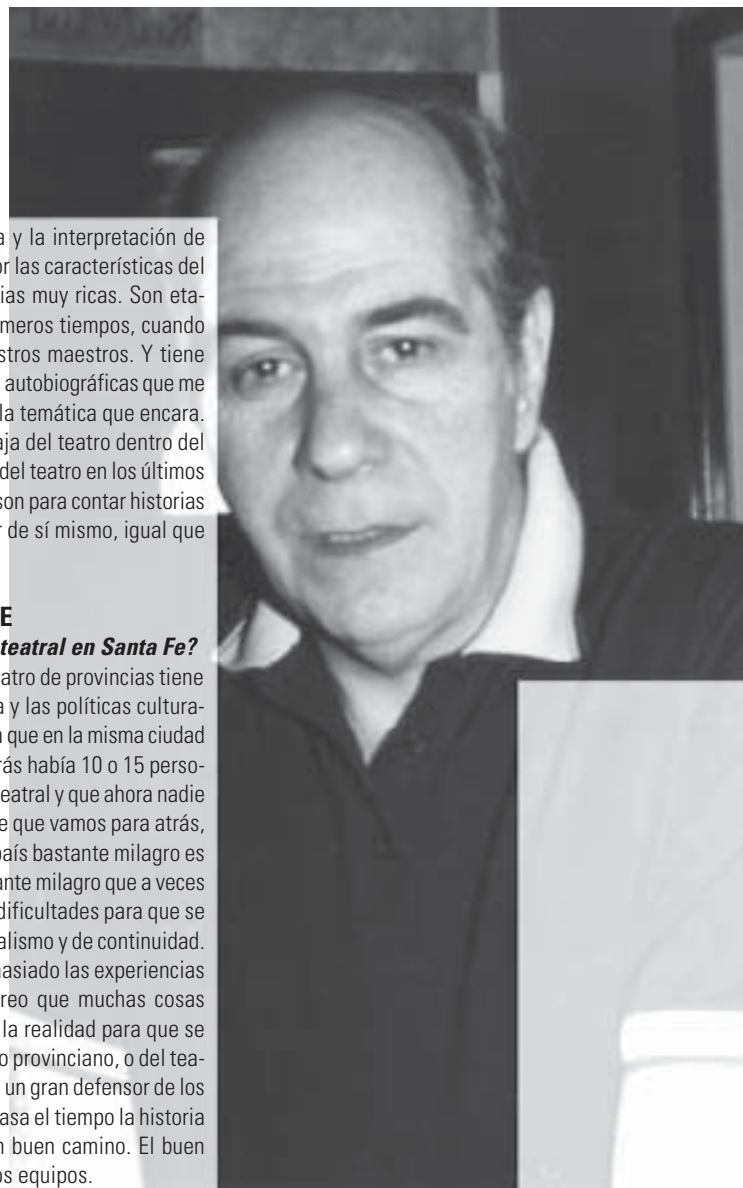 a y la interpretación de
or las características del
ias muy ricas. Son eta-
meros tiempos, cuando
stros maestros. Y tiene
autobiográficas que me
la temática que encara.
aja del teatro dentro del
del teatro en los últimos
son para contar historias
r de sí mismo, igual que
E
teatral en Santa Fe?
atro de provincias tiene
a y las políticas cultura-
a que en la misma ciudad
rás había 10 o 15 perso-
eatral y que ahora nadie
e que vamos para atrás,
país bastante milagro es
ante milagro que a veces
dificultades para que se
alismo y de continuidad.
nasiado las experiencias
reo que muchas cosas
la realidad para que se
o provinciano, o del tea-
un gran defensor de los
asa el tiempo la historia
n buen camino. El buen
os equipos.